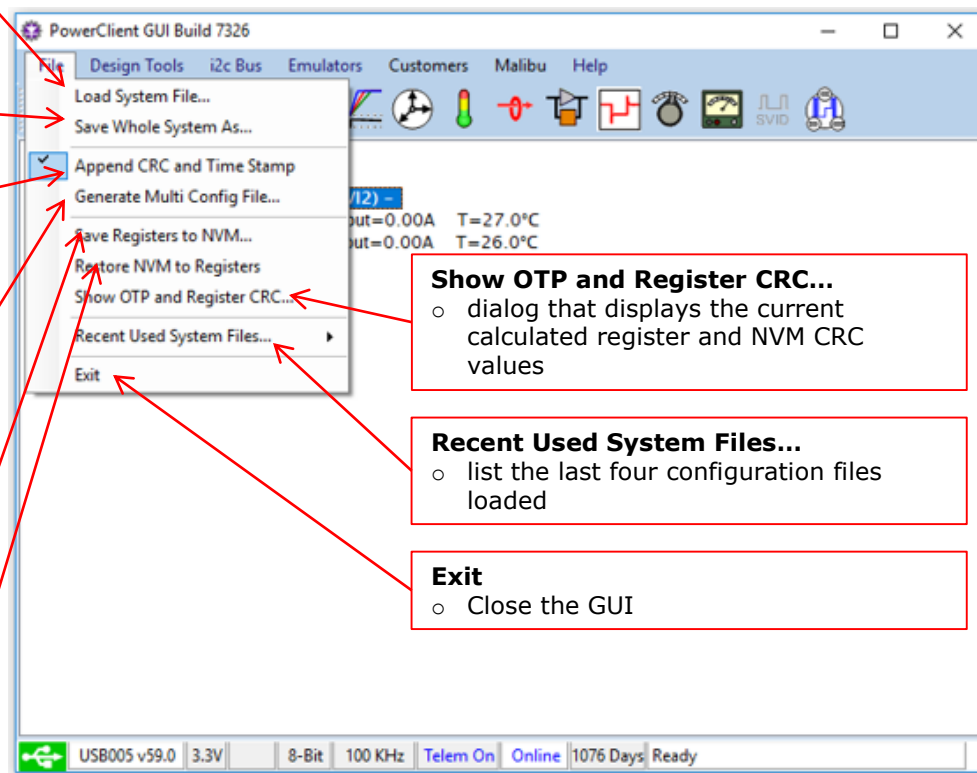 PowerClient GUI Build 7326
File Design Tools i2c Bus Emulators Customers Malibu Help
Load System File...
Save Whole System As...
SVID
Append CRC and Time Stamp
Generate Multi Config File...
/I2) –
out=0.00A T=27.0°C
Save Registers to NVM...
out=0.00A T=26.0°C
Restore NVM to Registers
Show OTP and Register CRC...
Recent Used System Files...
Exit
Show OTP and Register CRC...
o dialog that displays the current
calculated register and NVM CRC
values
Recent Used System Files...
o list the last four configuration files
loaded
Exit
o Close the GUI
USB005 v59.0 3.3V 8-Bit 100 KHz Telem On Online 1076 Days Ready